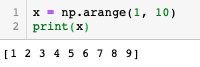 1 x = np.arange(1, 10)
2 print(x)
[1 2 3 4 5 6 7 8 9]